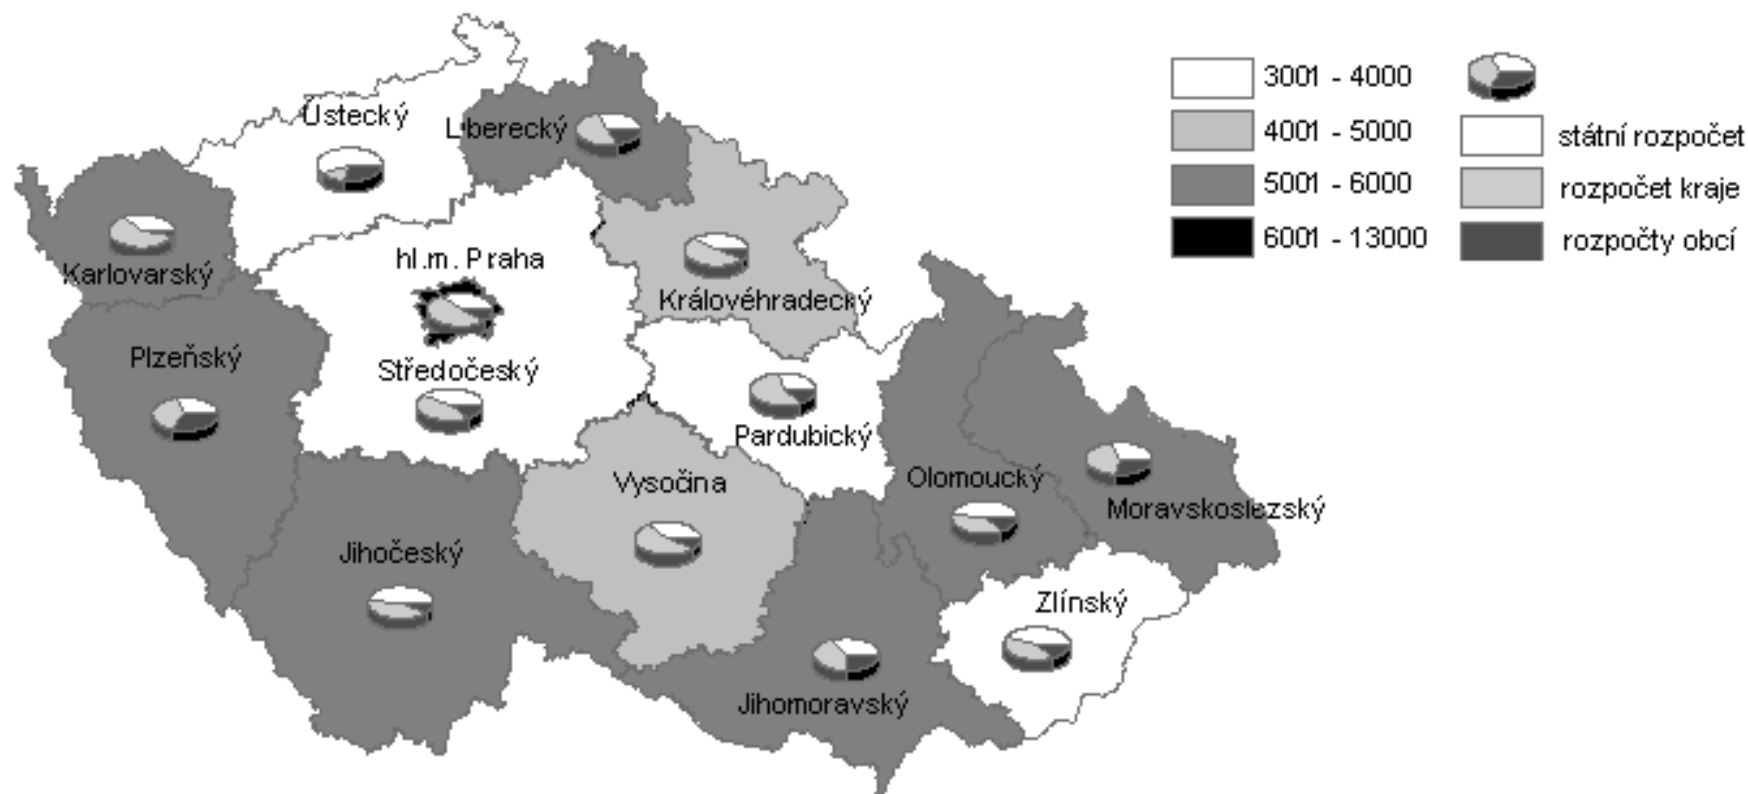 3001 - 4000
4001 - 5000
5001 - 6000
6001 - 13000
státní rozpočet
rozpočet kraje
rozpočty obcí
Ústecký
Liberecký
Karlovarský
hl.m. Praha
Královéhradecký
Plzeňský
Středočeský
Pardubický
Vysočina
Olomoucký
Moravskoslezský
Jihočeský
Zlínský
Jihomoravský